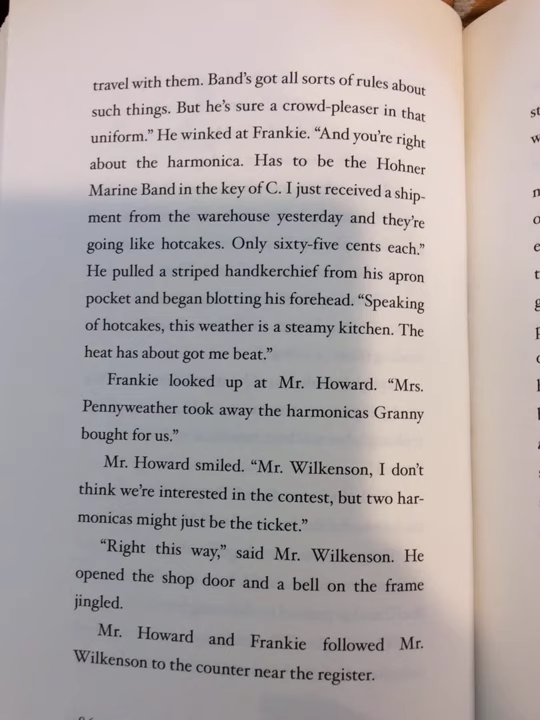 travel with them. Band's got all sorts of rules about
such things. But he's sure a crowd-pleaser in that
uniform." He winked at Frankie. "And you're right
about the harmonica. Has to be the Hohner
Marine Band in the key of C. I just received a ship-
ment from the warehouse yesterday and they're
going like hotcakes. Only sixty-five cents each."
He pulled a striped handkerchief from his apron
pocket and began blotting his forehead. "Speaking
of hotcakes, this weather is a steamy kitchen. The
heat has about got me beat."
Frankie looked up at Mr. Howard. "Mrs.
Pennyweather took away the harmonicas Granny
bought for us."
Mr. Howard smiled. "Mr. Wilkenson, I don't
think we're interested in the contest, but two har-
monicas might just be the ticket."
"Right this way," said Mr. Wilkenson. He
opened the shop door and a bell on the frame
jingled.
Mr. Howard and Frankie followed Mr.
Wilkenson to the counter near the register.